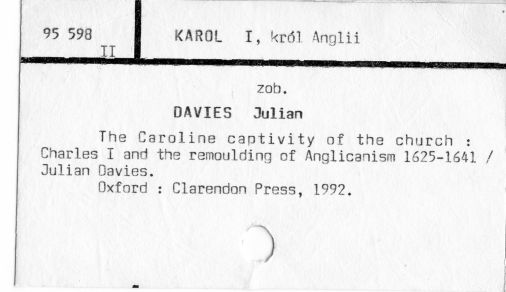 95 598
II
KAROL I, król Anglii
zob.
DAVIES Julian
The Caroline captivity of the church :
Charles I and the remoulding of Anglicanism 1625-1641 /
Julian Davies.
Oxford : Clarendon Press, 1992.